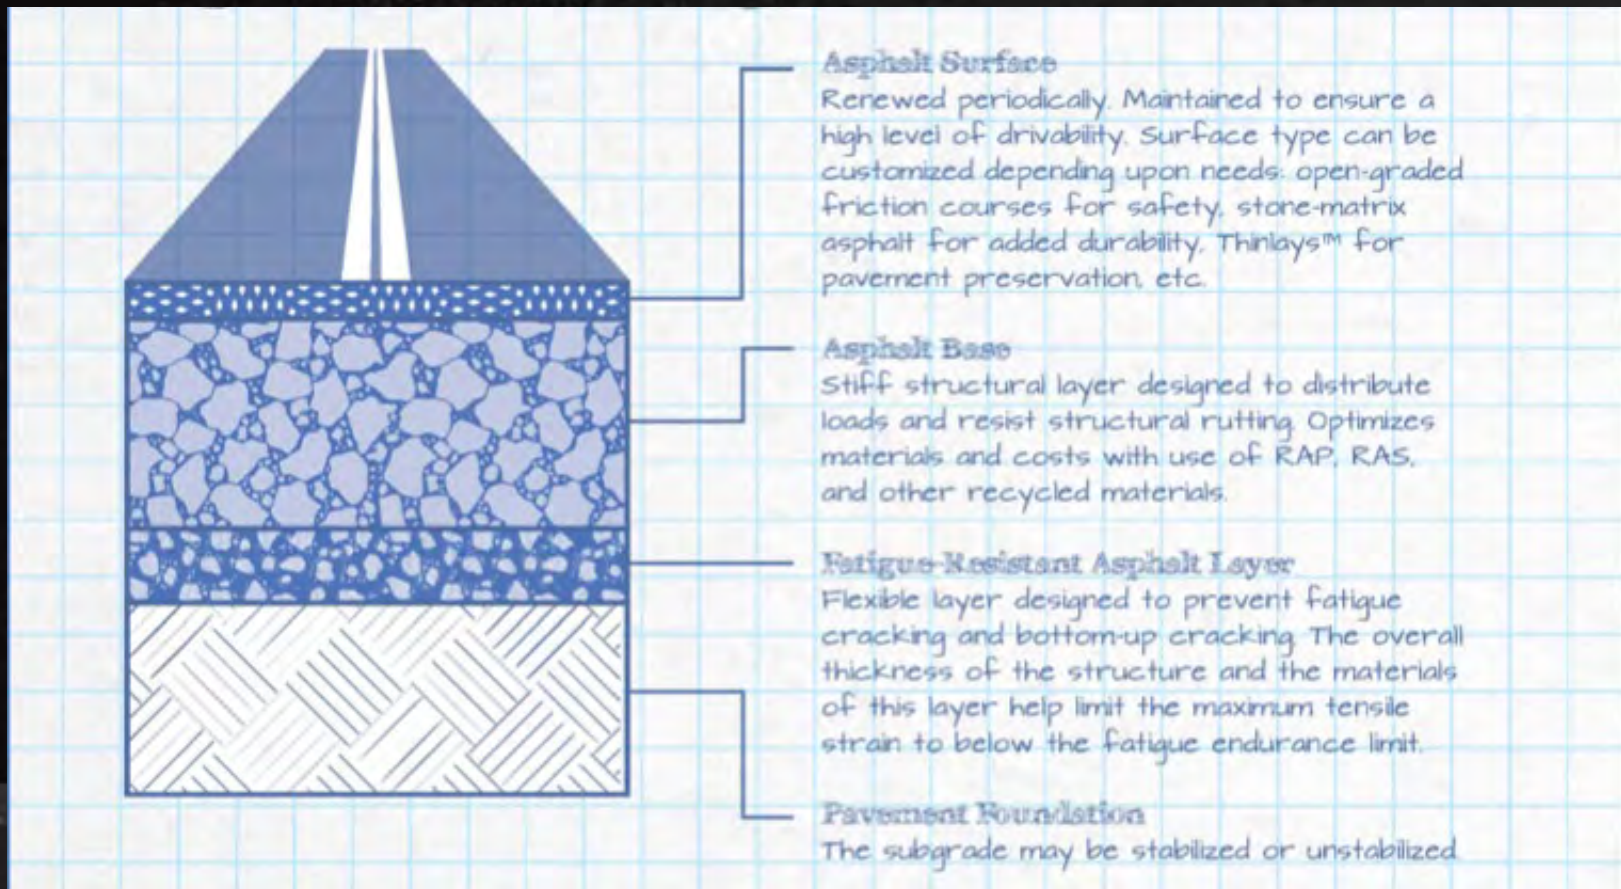 Asphalt Surface
Renewed periodically. Maintained to ensure a
high level of drivability. Surface type can be
customized depending upon needs: open-graded
friction courses for safety, stone-matrix
asphalt for added durability, Thinlays™ for
pavement preservation, etc.
Asphalt Base
Stiff structural layer designed to distribute
loads and resist structural rutting. Optimizes
materials and costs with use of RAP, RAS,
and other recycled materials.
Fatigue-Resistant Asphalt Layer
Flexible layer designed to prevent fatigue
cracking and bottom-up cracking. The overall
thickness of the structure and the materials
of this layer help limit the maximum tensile
strain to below the fatigue endurance limit.
Pavement Foundation
The subgrade may be stabilized or unstabilized.